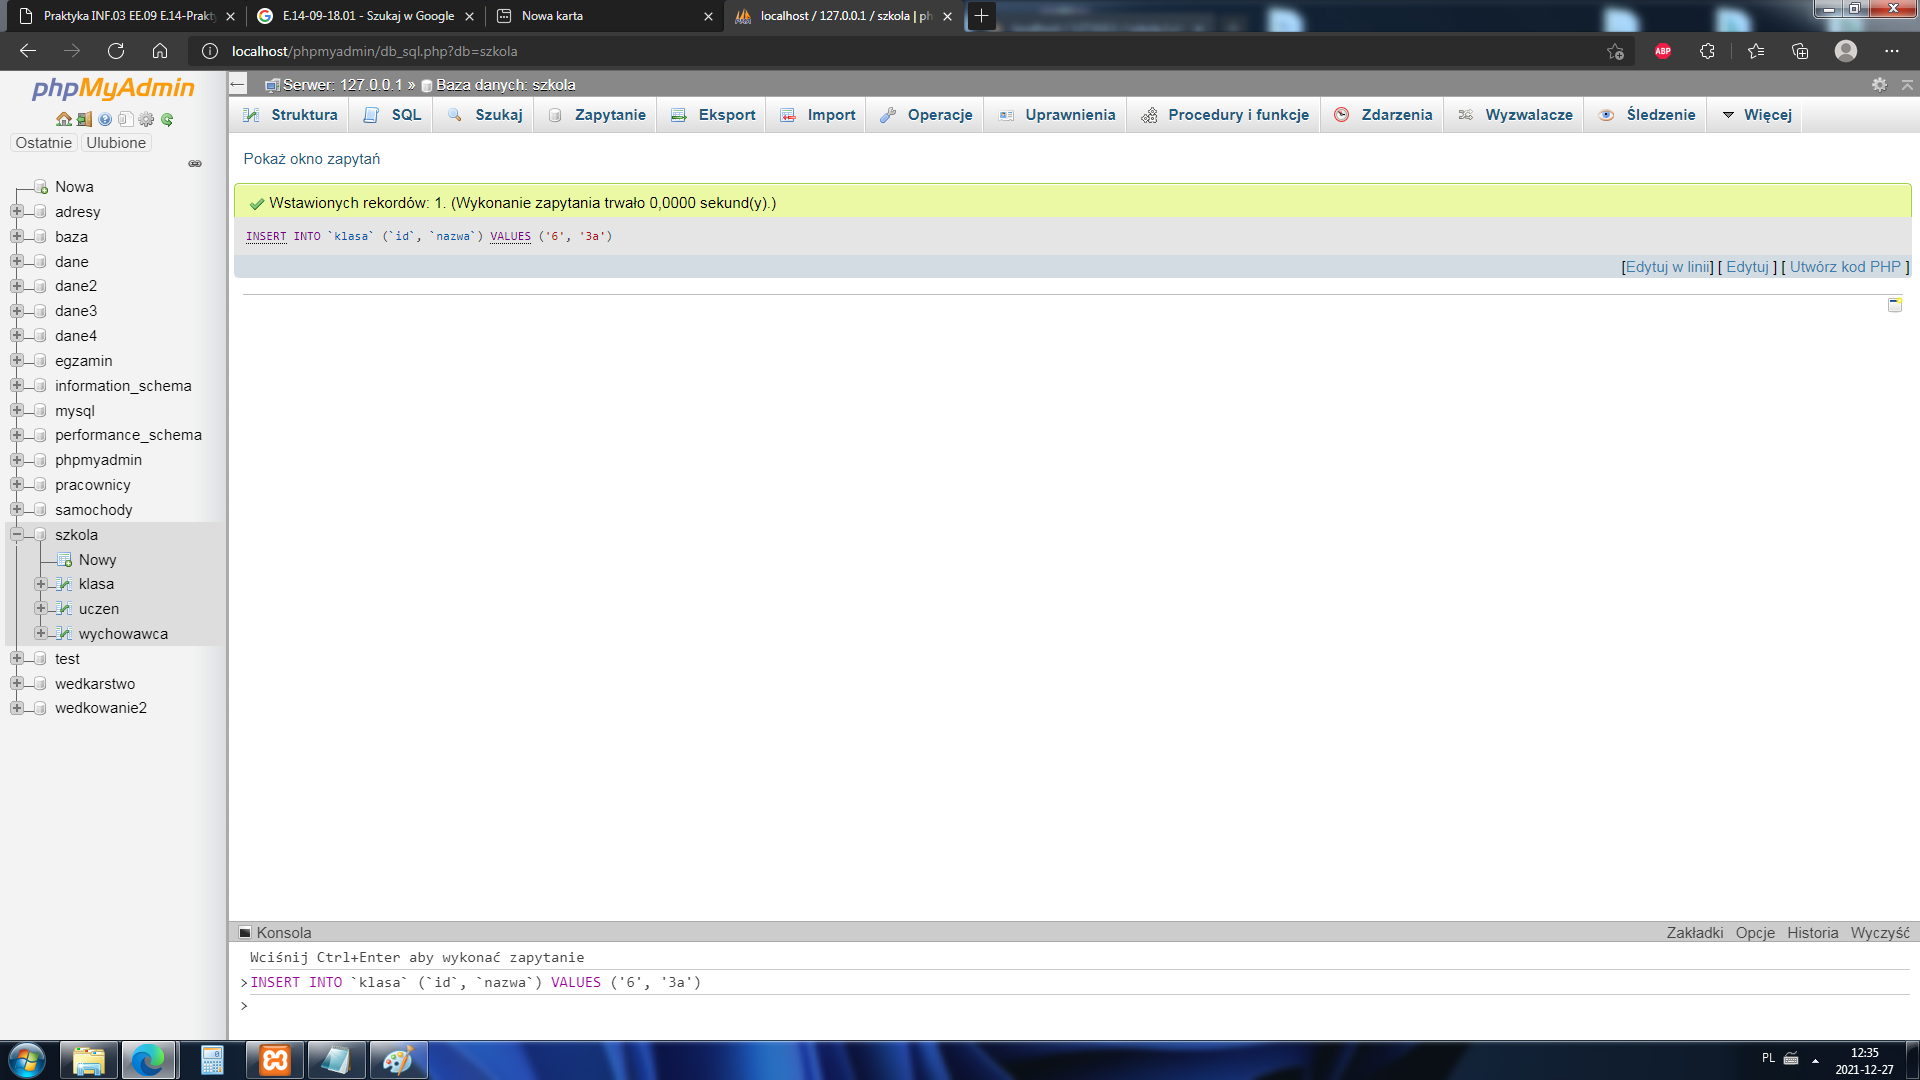 Praktyka INF.03 EE.09 E.14-Prakty
E.14-09-18.01 - Szukaj w Google
Nowa karta
localhost / 127.0.0.1 / szkola | ph
localhost/phpmyadmin/db_sql.php?db=szkola
ABP
phpMyAdmin
Ostatnie Ulubione
Nowa
adresy
baza
dane
dane2
dane3
dane4
egzamin
information_schema
mysql
performance_schema
phpmyadmin
pracownicy
samochody
szkola
Nowy
klasa
uczen
wychowawca
test
wedkarstwo
wedkowanie2
Serwer: 127.0.0.1 » Baza danych: szkola
Struktura SQL Szukaj Zapytanie Eksport Import Operacje Uprawnienia Procedury i funkcje Zdarzenia Wyzwalacze Śledzenie Więcej
Pokaż okno zapytań
Wstawionych rekordów: 1. (Wykonanie zapytania trwało 0,0000 sekund(y).)
INSERT INTO `klasa` (`id`, `nazwa`) VALUES ('6', '3a')
[Edytuj w linii] [ Edytuj ] [ Utwórz kod PHP ]
Konsola
Zakładki Opcje Historia Wyczyść
Wciśnij Ctrl+Enter aby wykonać zapytanie
>INSERT INTO `klasa` (`id`, `nazwa`) VALUES ('6', '3a')
>
PL
12:35
2021-12-27